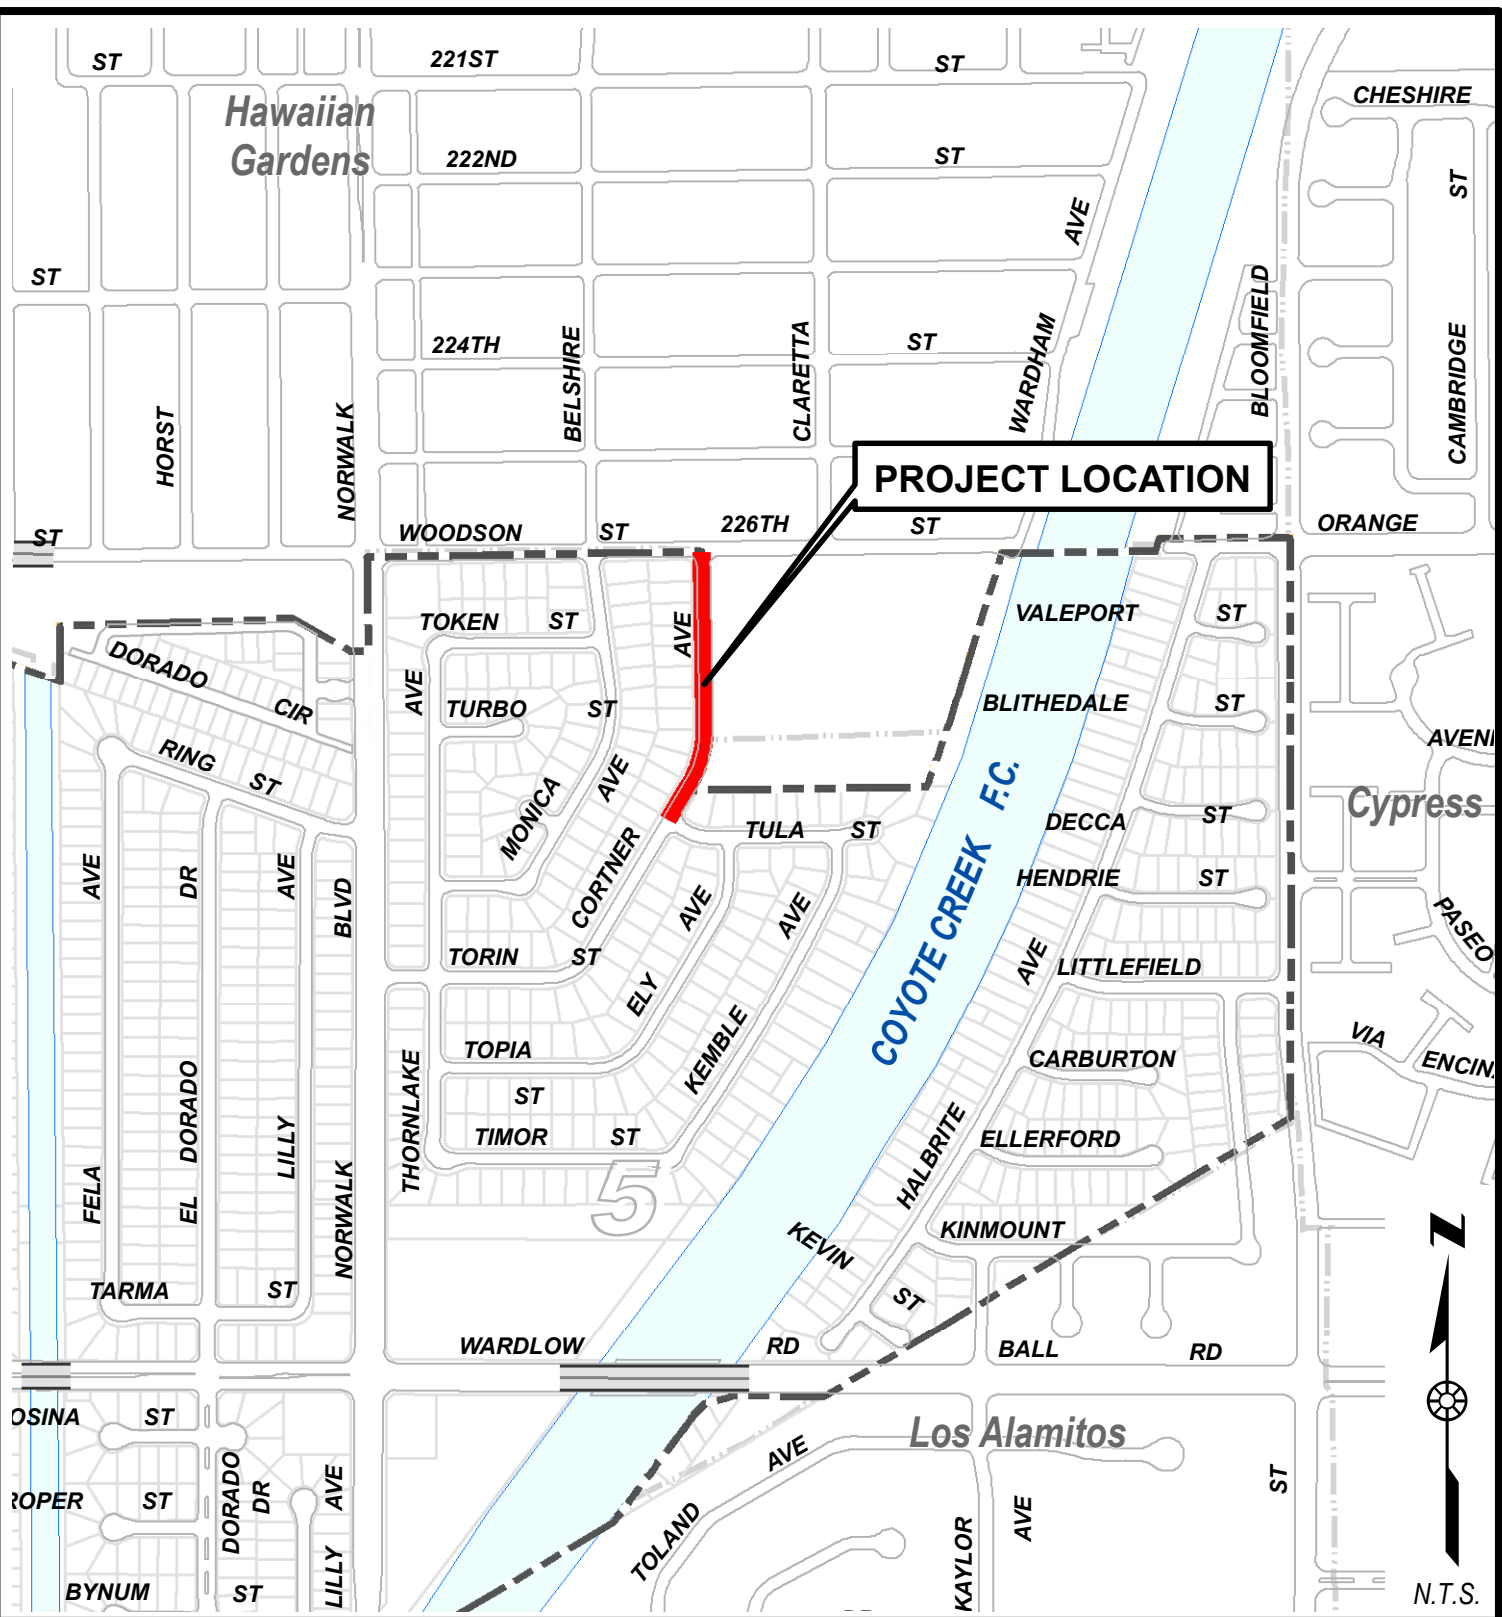 ST
221ST
ST
CHESHIRE
Hawaiian
Gardens
222ND
ST
ST
AVE
ST
BLOOMFIELD
224TH
ST
BELSHIRE
CLARETTA
WARDHAM
CAMBRIDGE
HORST
NORWALK
PROJECT LOCATION
ST
WOODSON
ST
226TH
ST
ORANGE
TOKEN
ST
AVE
VALEPORT
ST
DORADO
CIR
AVE
TURBO
ST
BLITHEDALE
ST
RING
ST
AVE
AVENI
MONICA
F.C.
Cypress
CORTNER
TULA
ST
DECCA
ST
AVE
DR
AVE
BLVD
HENDRIE
ST
AVE
AVE
COYOTE CREEK
PASEO
TORIN
ST
ELY
AVE
LITTLEFIELD
TOPIA
KEMBLE
CARBURTON
VIA
ENCIN
THORNLAKE
ST
EL DORADO
LILLY
TIMOR
ST
HALBRITE
ELLERFORD
FELA
NORWALK
5
KEVIN
KINMOUNT
TARMA
ST
ST
WARDLOW
RD
BALL
RD
OSINA
ST
Los Alamitos
AVE
DORADO
DR
AVE
ST
ROPER
ST
TOLAND
KAYLOR
AVE
LILLY
BYNUM
ST
Z
N.T.S.